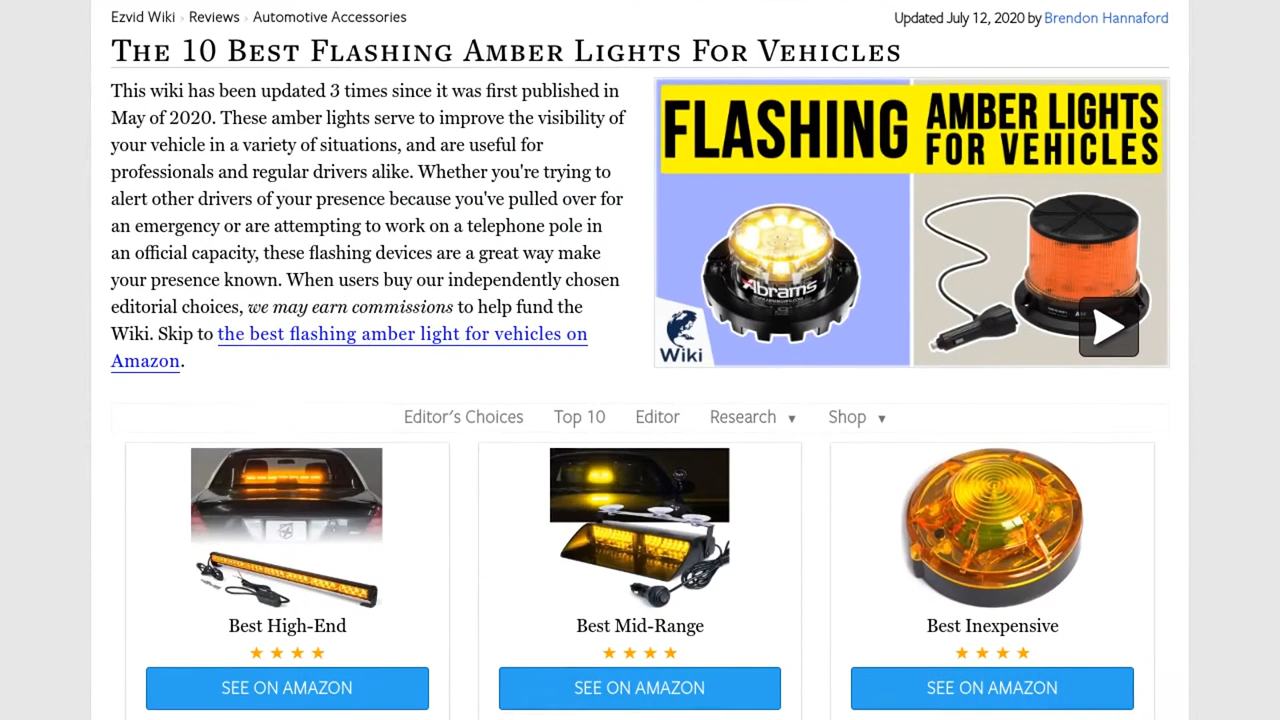 Ezvid Wiki › Reviews › Automotive Accessories
Updated July 12, 2020 by Brendon Hannaford
The 10 Best Flashing Amber Lights For Vehicles
This wiki has been updated 3 times since it was first published in
May of 2020. These amber lights serve to improve the visibility of
your vehicle in a variety of situations, and are useful for
professionals and regular drivers alike. Whether you're trying to
alert other drivers of your presence because you've pulled over for
an emergency or are attempting to work on a telephone pole in
an official capacity, these flashing devices are a great way make
your presence known. When users buy our independently chosen
editorial choices, we may earn commissions to help fund the
Wiki. Skip to the best flashing amber light for vehicles on
Amazon.
FLASHING
AMBER LIGHTS
FOR VEHICLES
Abrams
Wiki
Editor's Choices Top 10 Editor Research ▼ Shop ▼
Best High-End
★ ★ ★ ★
SEE ON AMAZON
Best Mid-Range
★ ★ ★ ★
SEE ON AMAZON
Best Inexpensive
★ ★ ★ ★
SEE ON AMAZON